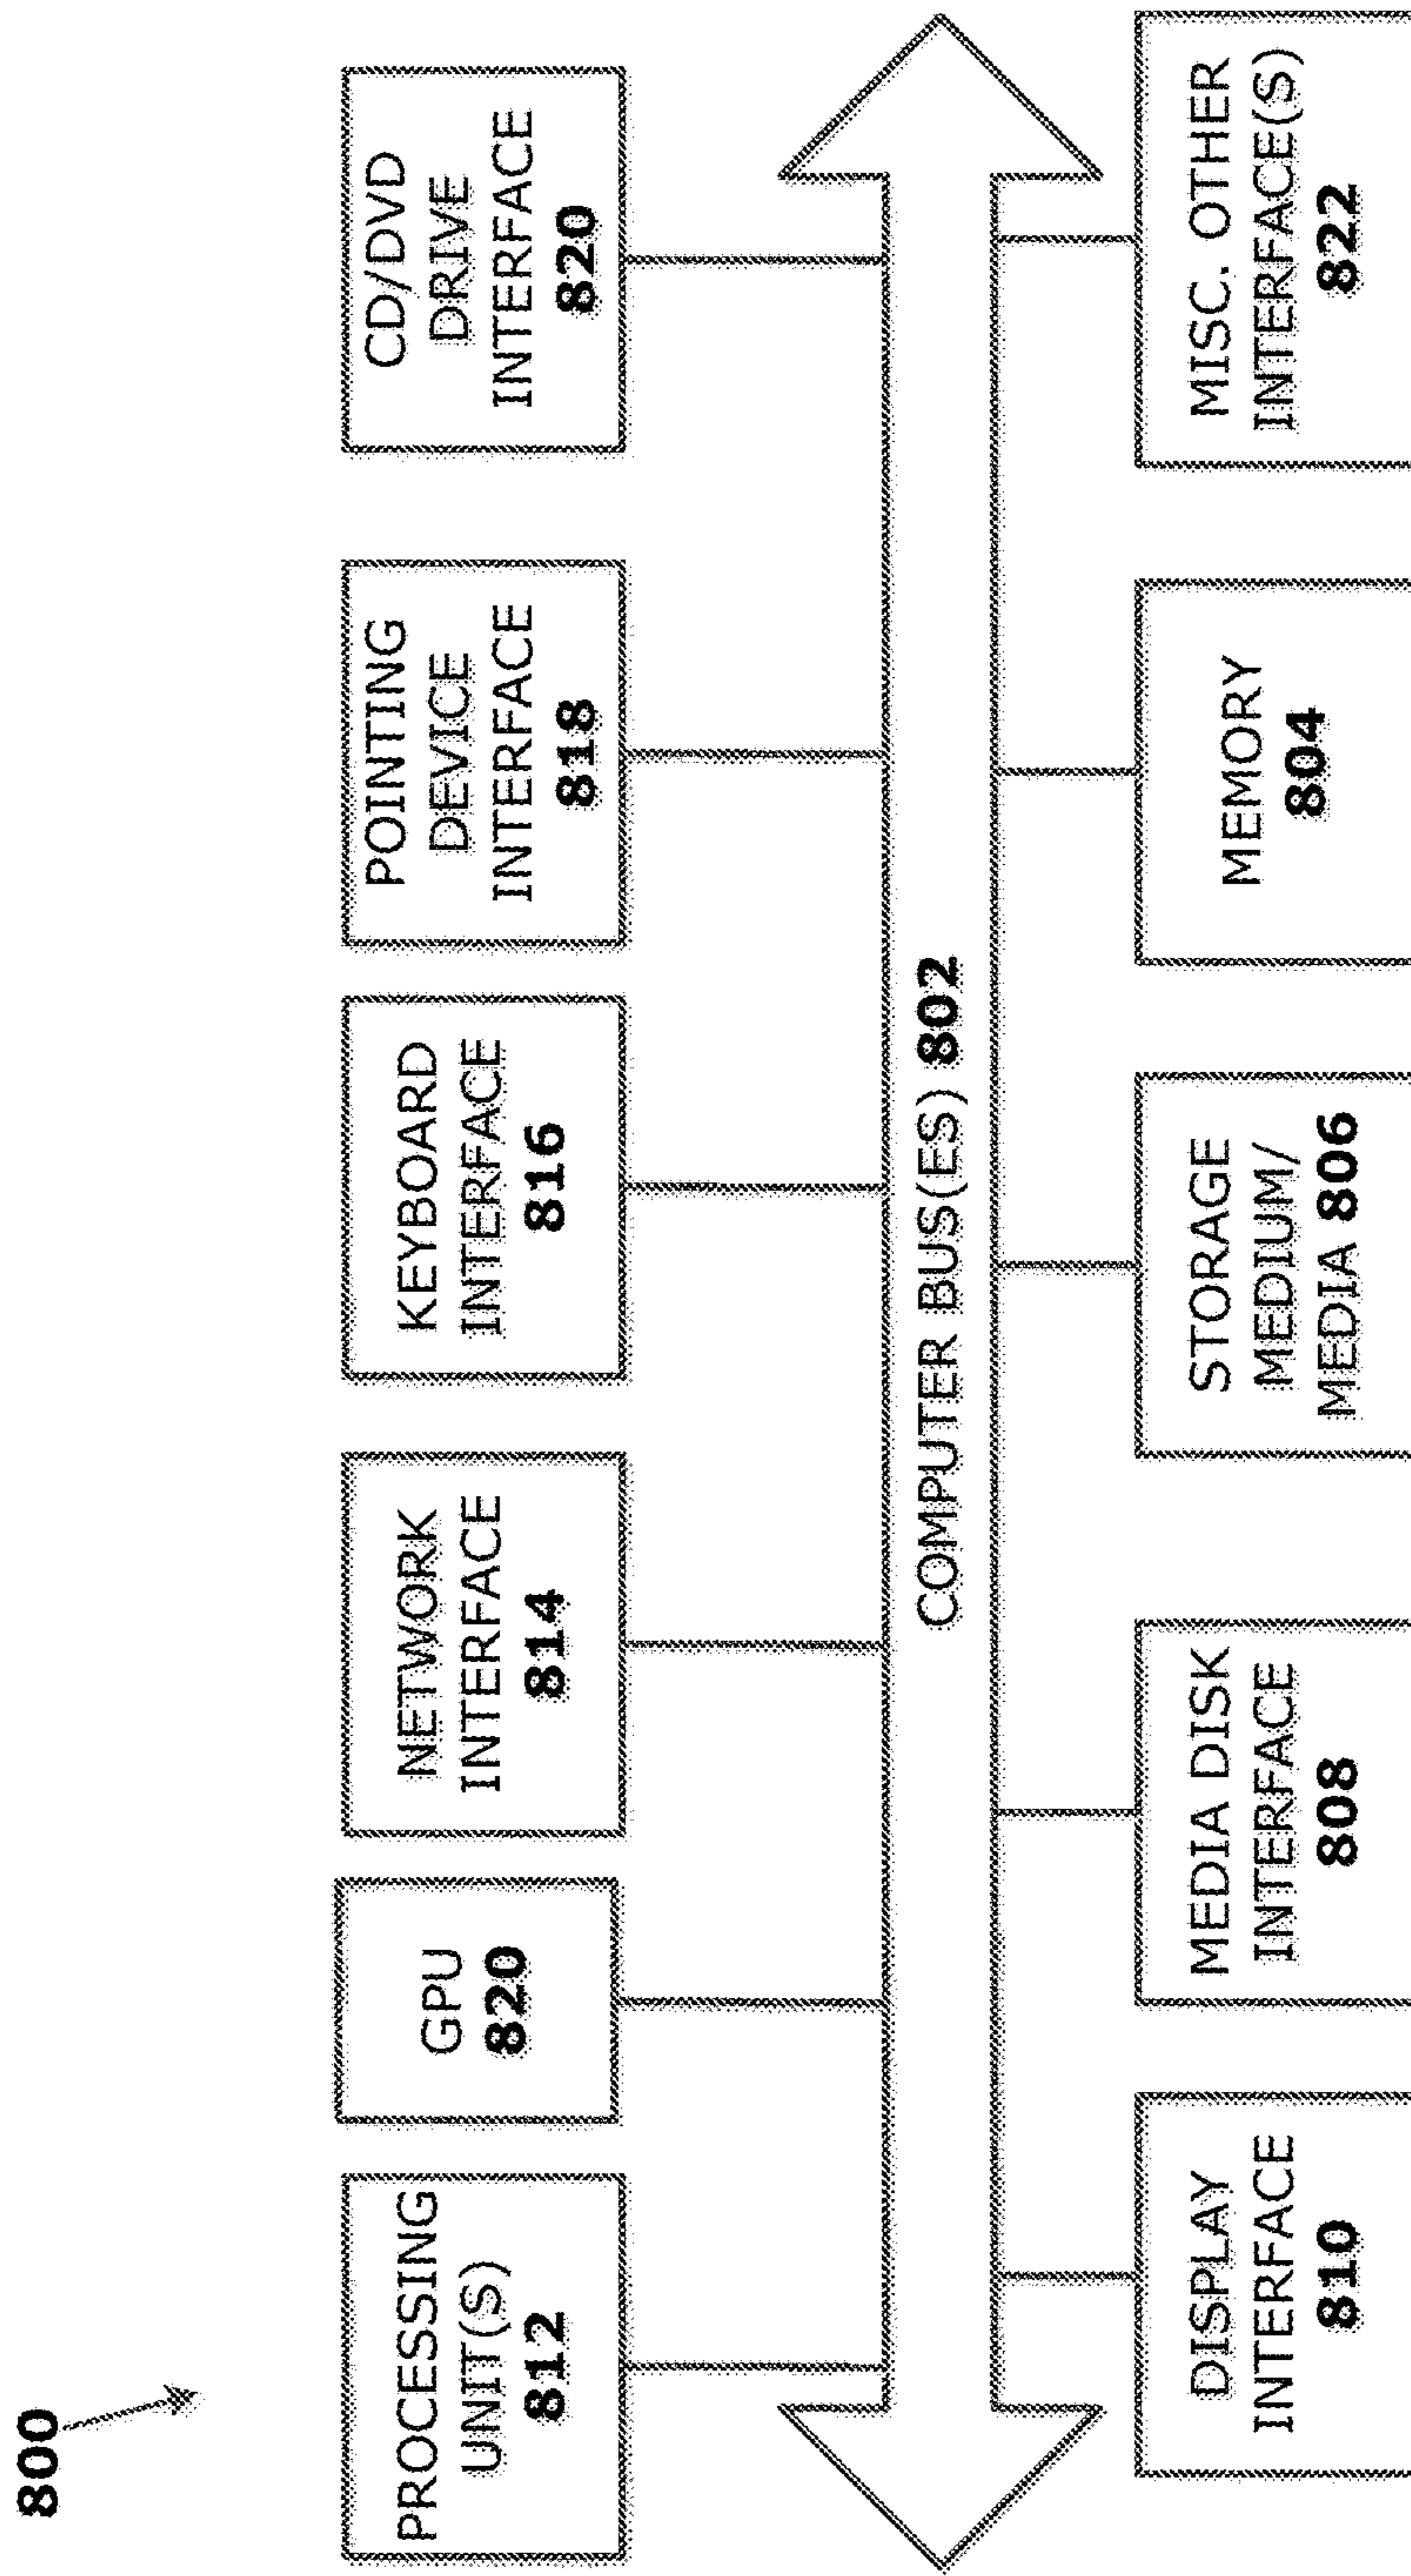 800
PROCESSING
UNIT(S)
812
GPU
820
NETWORK
INTERFACE
814
KEYBOARD
INTERFACE
816
POINTING
DEVICE
INTERFACE
818
CD/DVD
DRIVE
INTERFACE
820
COMPUTER BUS(ES) 802
DISPLAY
INTERFACE
810
MEDIA DISK
INTERFACE
808
STORAGE
MEDIUM/
MEDIA 806
MEMORY
804
MISC. OTHER
INTERFACE(S)
822